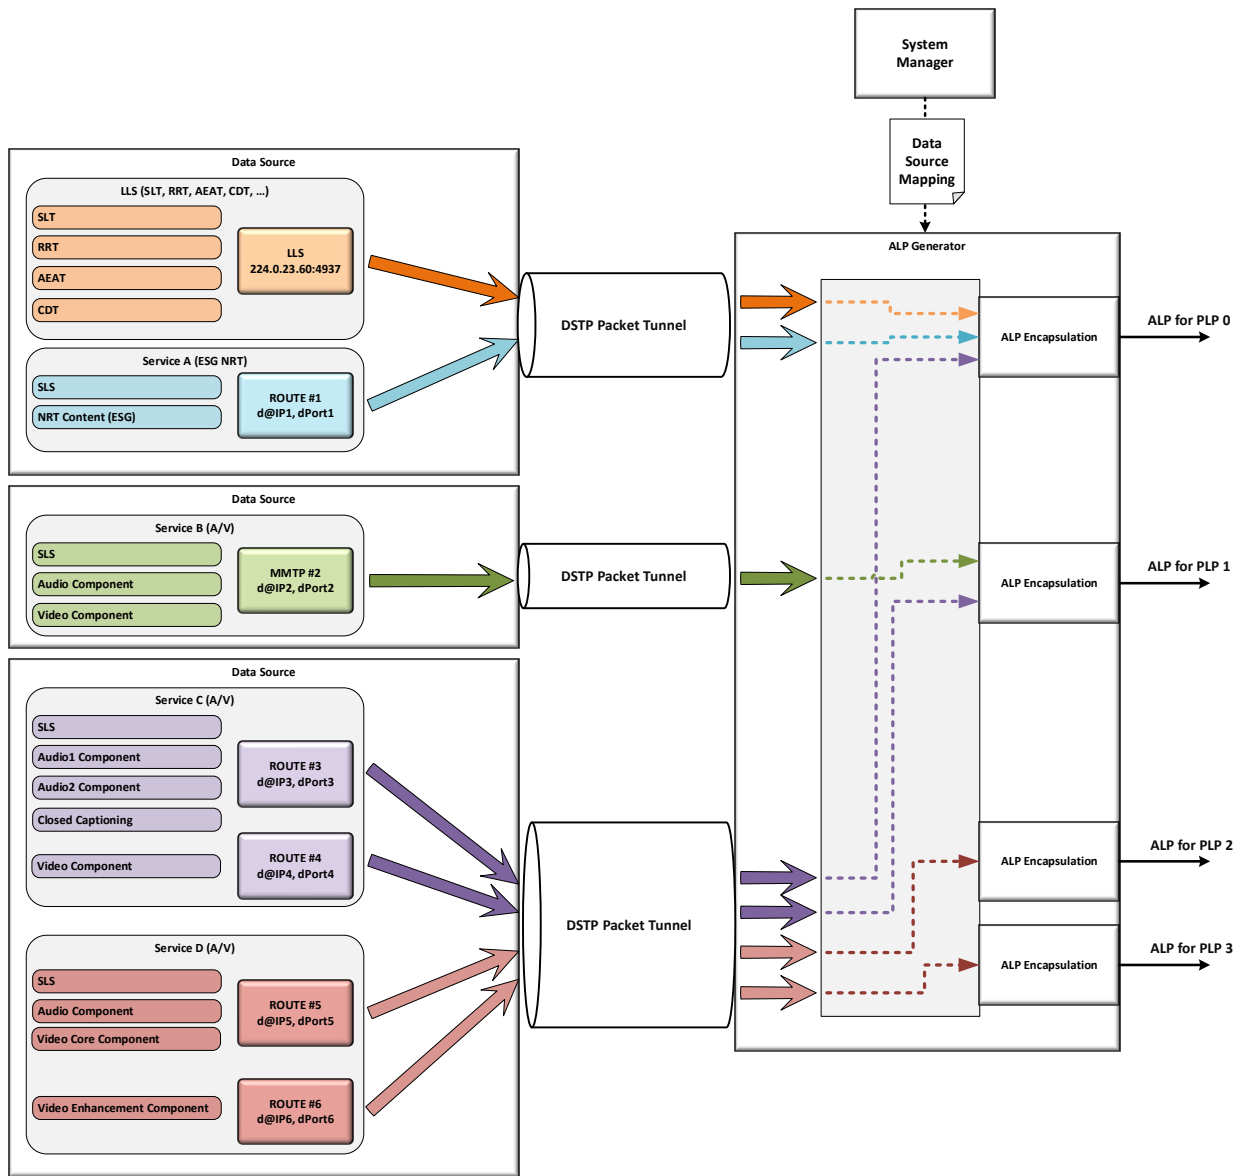 System
Manager
Data
Source
Mapping
Data Source
LLS (SLT, RRT, AEAT, CDT, ...)
SLT
RRT
AEAT
CDT
LLS
224.0.23.60:4937
Service A (ESG NRT)
SLS
NRT Content (ESG)
ROUTE #1
d@IP1, dPort1
DSTP Packet Tunnel
ALP Generator
ALP Encapsulation
ALP for PLP 0
Data Source
Service B (A/V)
SLS
Audio Component
Video Component
MMTP #2
d@IP2, dPort2
DSTP Packet Tunnel
ALP Encapsulation
ALP for PLP 1
Data Source
Service C (A/V)
SLS
Audio1 Component
Audio2 Component
Closed Captioning
Video Component
ROUTE #3
d@IP3, dPort3
ROUTE #4
d@IP4, dPort4
Service D (A/V)
SLS
Audio Component
Video Core Component
Video Enhancement Component
ROUTE #5
d@IP5, dPort5
ROUTE #6
d@IP6, dPort6
DSTP Packet Tunnel
ALP Encapsulation
ALP for PLP 2
ALP Encapsulation
ALP for PLP 3